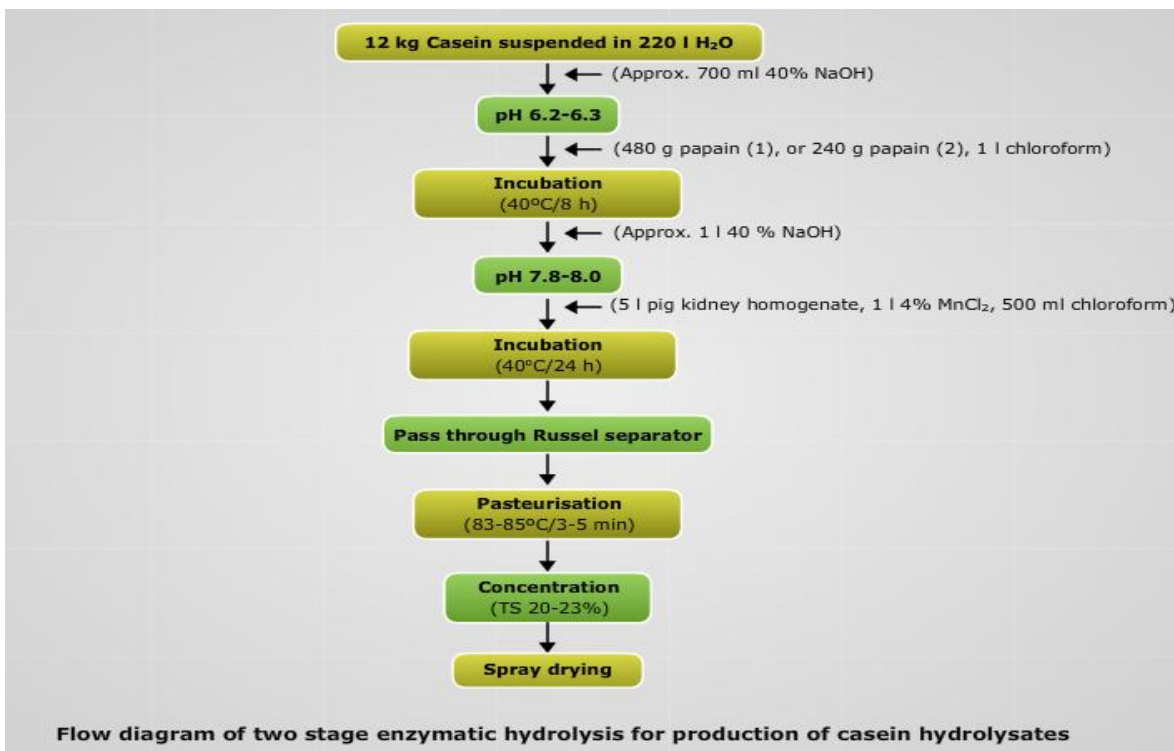 12 kg Casein suspended in 220 l H₂O
(Approx. 700 ml 40% NaOH)
pH 6.2-6.3
(480 g papain (1), or 240 g papain (2), 1 l chloroform)
Incubation
(40ºC/8 h)
(Approx. 1 l 40 % NaOH)
pH 7.8-8.0
(5 l pig kidney homogenate, 1 l 4% MnCl₂, 500 ml chloroform)
Incubation
(40°C/24 h)
Pass through Russel separator
Pasteurisation
(83-85ºC/3-5 min)
Concentration
(TS 20-23%)
Spray drying
Flow diagram of two stage enzymatic hydrolysis for production of casein hydrolysates